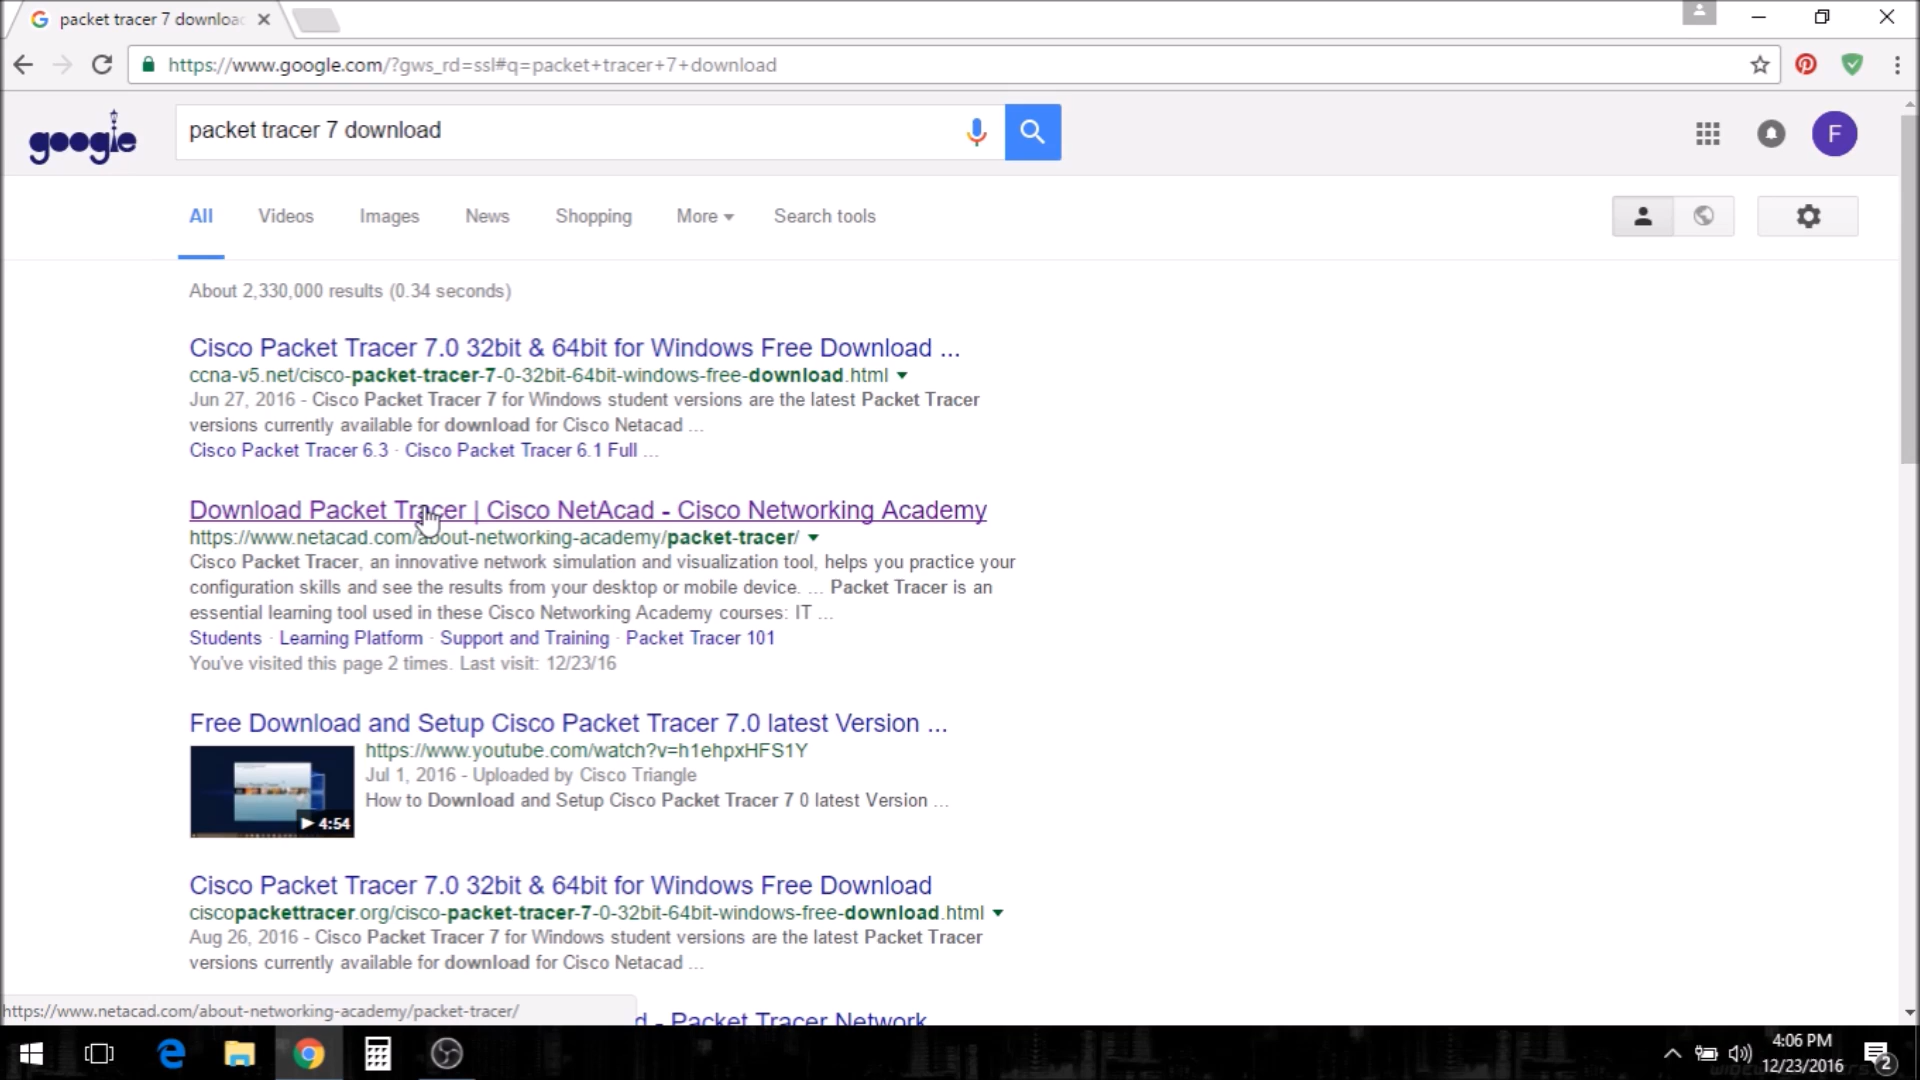 packet tracer 7 downloa
https://www.google.com/?gws_rd=ssl#q=packet+tracer+7+download
google
packet tracer 7 download
F
All Videos Images News Shopping More Search tools
About 2,330,000 results (0.34 seconds)
Cisco Packet Tracer 7.0 32bit & 64bit for Windows Free Download ...
ccna-v5.net/cisco-packet-tracer-7-0-32bit-64bit-windows-free-download.html
Jun 27, 2016 - Cisco Packet Tracer 7 for Windows student versions are the latest Packet Tracer
versions currently available for download for Cisco Netacad ...
Cisco Packet Tracer 6.3 · Cisco Packet Tracer 6.1 Full ...
Download Packet Tracer | Cisco NetAcad - Cisco Networking Academy
https://www.netacad.com/about-networking-academy/packet-tracer/
Cisco Packet Tracer, an innovative network simulation and visualization tool, helps you practice your
configuration skills and see the results from your desktop or mobile device. ... Packet Tracer is an
essential learning tool used in these Cisco Networking Academy courses: IT ...
Students · Learning Platform · Support and Training · Packet Tracer 101
You've visited this page 2 times. Last visit: 12/23/16
Free Download and Setup Cisco Packet Tracer 7.0 latest Version ...
https://www.youtube.com/watch?v=h1ehpxHFS1Y
Jul 1, 2016 - Uploaded by Cisco Triangle
How to Download and Setup Cisco Packet Tracer 7 0 latest Version ...
4:54
Cisco Packet Tracer 7.0 32bit & 64bit for Windows Free Download
ciscopackettracer.org/cisco-packet-tracer-7-0-32bit-64bit-windows-free-download.html
Aug 26, 2016 - Cisco Packet Tracer 7 for Windows student versions are the latest Packet Tracer
versions currently available for download for Cisco Netacad ...
https://www.netacad.com/about-networking-academy/packet-tracer/
d - Packet Tracer Network
4:06 PM
12/23/2016
2